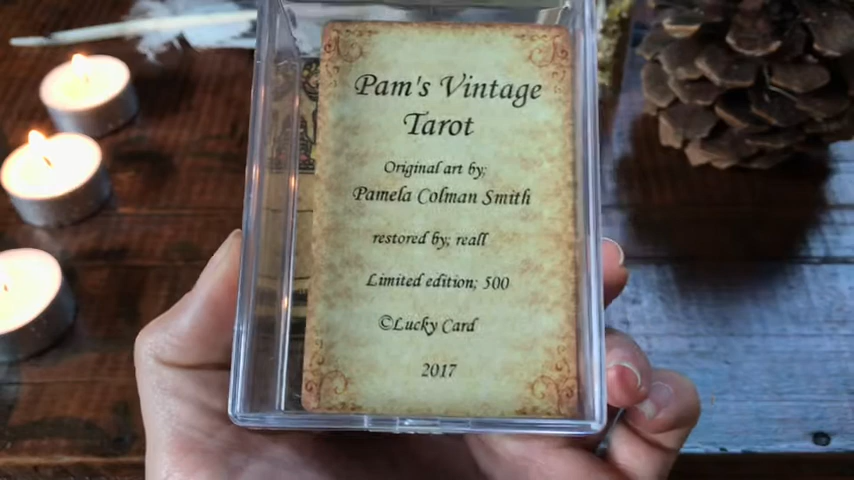 Pam's Vintage
Tarot
Original art by;
Pamela Colman Smith
restored by; reall
Limited edition; 500
©Lucky Card
2017